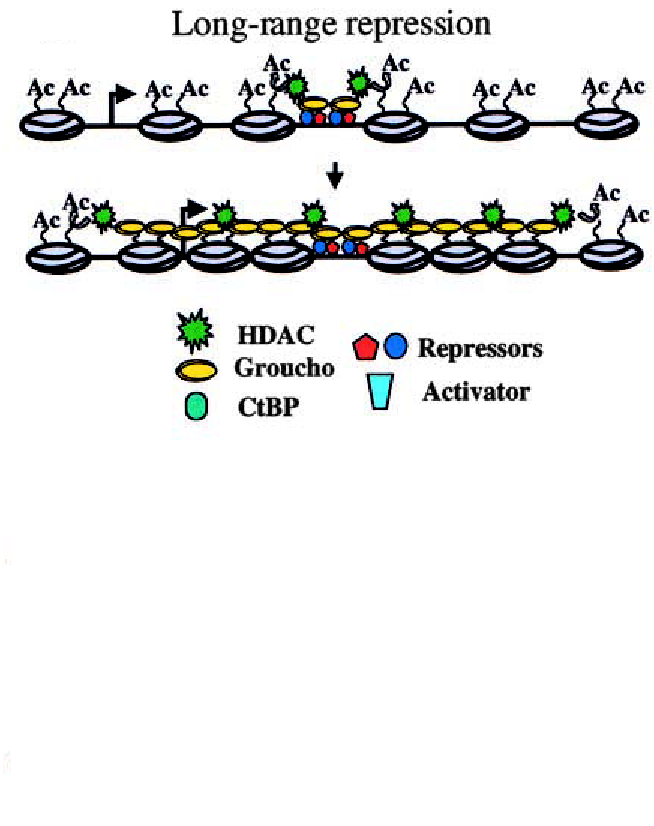 Long-range repression
Ac Ac Ac Ac Ac Ac Ac Ac Ac Ac Ac Ac
Ac Ac Ac Ac
HDAC
Groucho
CtBP
Repressors
Activator